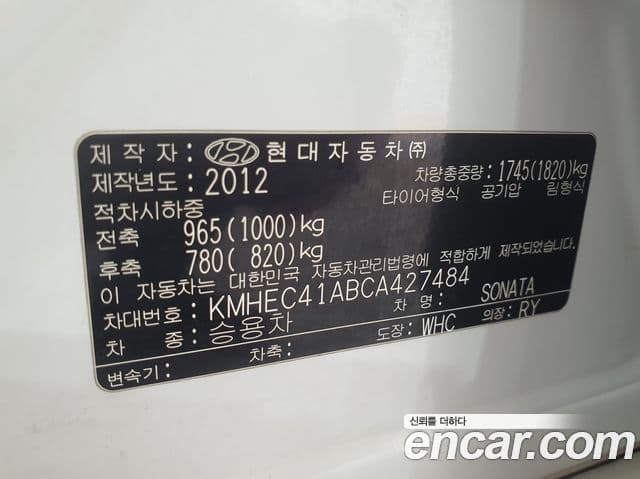 제 작 자 : 현대자동차㈜
제작년도 : 2012 차량총중량 : 1745(1820)kg
적차시하중 타이어형식 공기압 림형식
전축 965(1000)kg
후축 780( 820)kg
이 자동차는 대한민국 자동차관리법령에 적합하게 제작되었습니다.
차대번호 : KMHEC41ABCA427484
차 종 : 승용차 차 명 : SONATA
변속기 : 차축 : 도장 : WHC 의장 : RY
신뢰를 더하다
encar.com